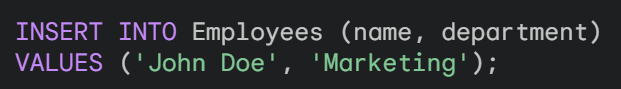 INSERT INTO Employees (name, department)
VALUES ('John Doe', 'Marketing');